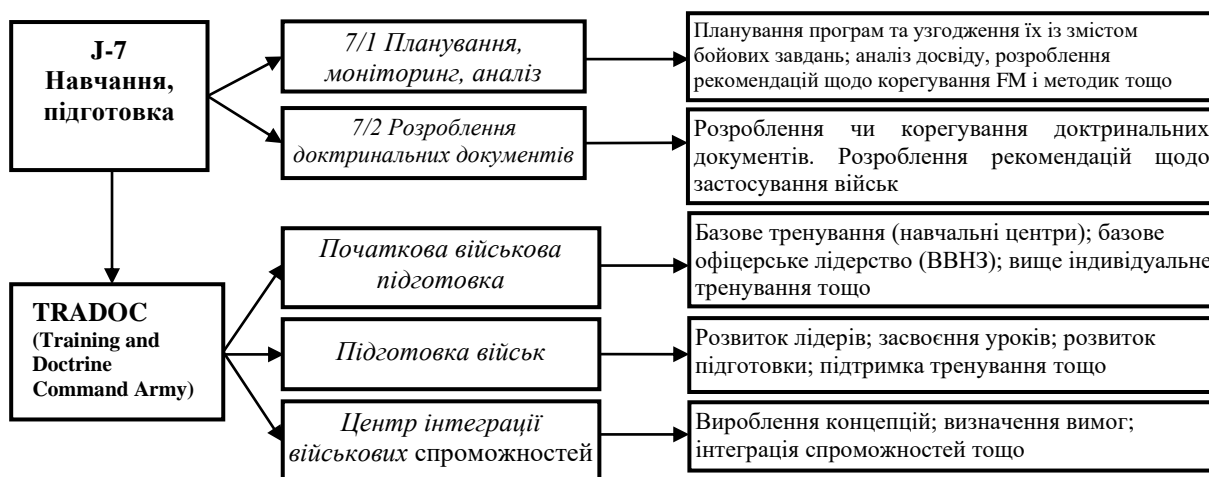 J-7
Навчання,
підготовка
7/1 Планування,
моніторинг, аналіз
Планування програм та узгодження їх із змістом
бойових завдань; аналіз досвіду, розроблення
рекомендацій щодо корегування FM і методик тощо
7/2 Розроблення
доктринальних документів
Розроблення чи корегування доктринальних
документів. Розроблення рекомендацій щодо
застосування військ
TRADOC
(Training and
Doctrine
Command Army)
Початкова військова
підготовка
Базове тренування (навчальні центри); базове
офіцерське лідерство (ВВНЗ); вище індивідуальне
тренування тощо
Підготовка військ
Розвиток лідерів; засвоєння уроків; розвиток
підготовки; підтримка тренування тощо
Центр інтеграції
військових спроможностей
Вироблення концепцій; визначення вимог;
інтеграція спроможностей тощо